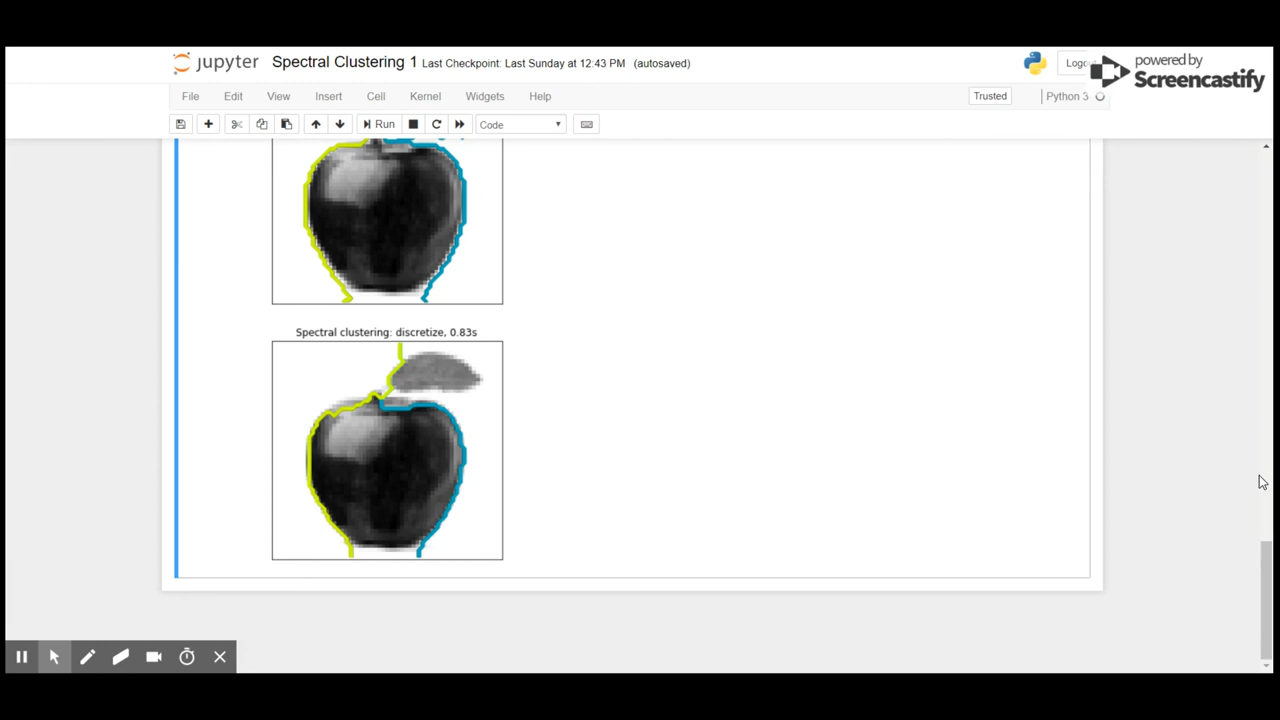 jupyter Spectral Clustering 1 Last Checkpoint: Last Sunday at 12:43 PM (autosaved)
powered by
Screencastify
File Edit View Insert Cell Kernel Widgets Help Trusted Python 3
Run Code
Spectral clustering: discretize, 0.83s